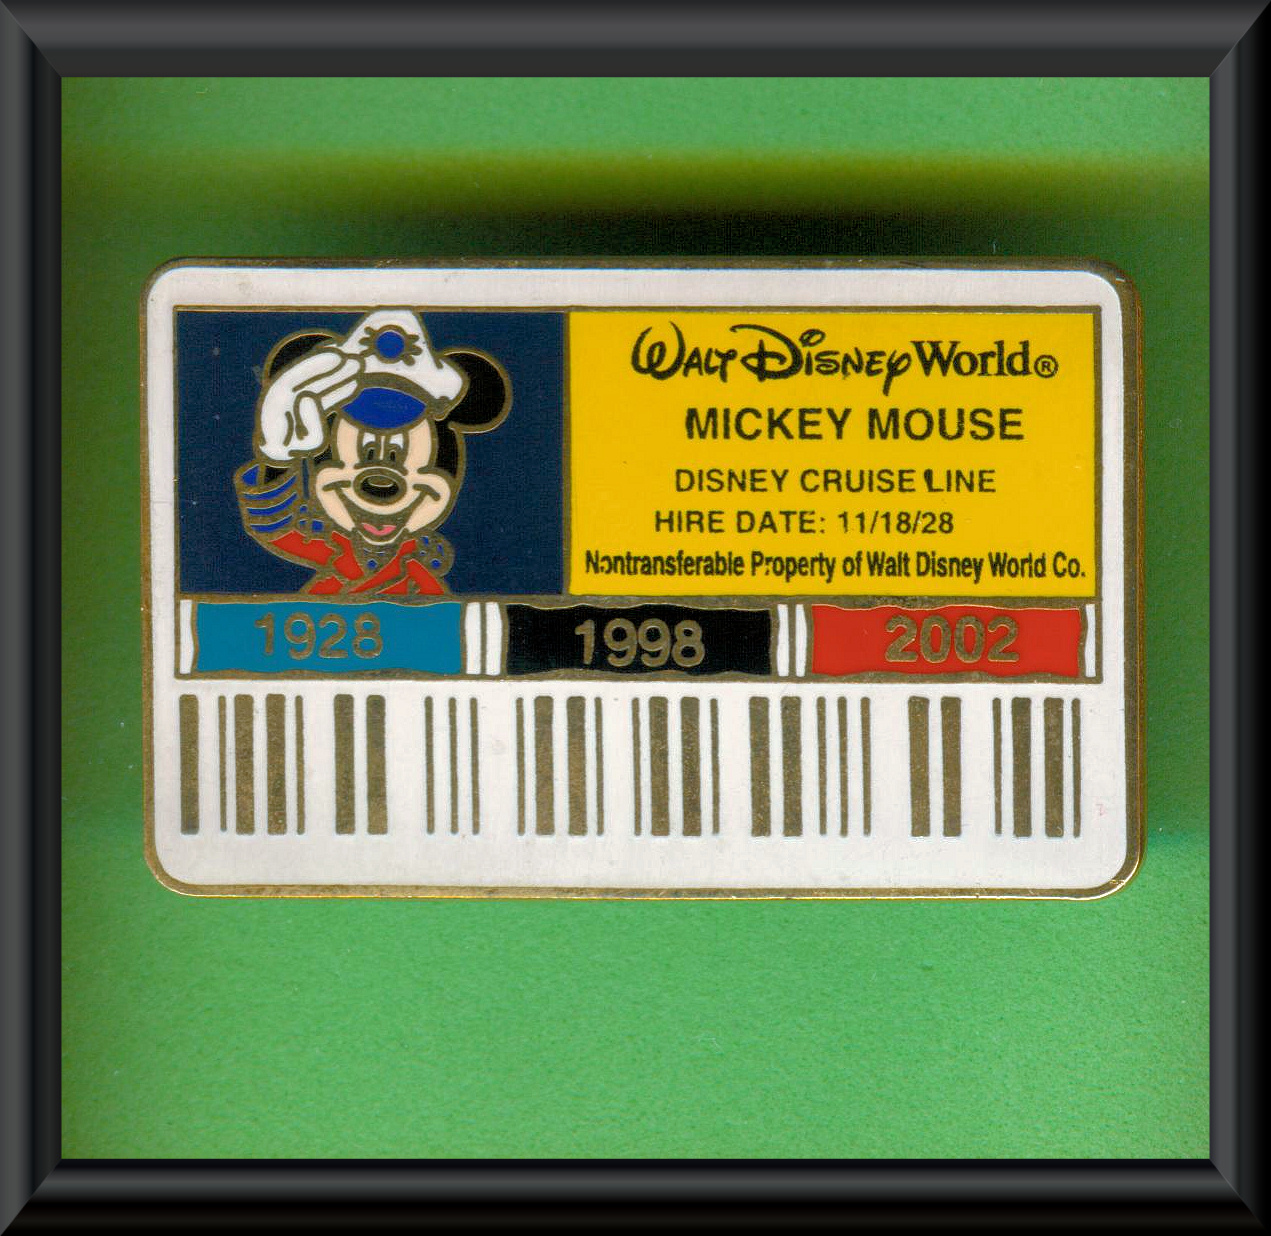 WALT DISNEY World®
MICKEY MOUSE
DISNEY CRUISE LINE
HIRE DATE: 11/18/28
Nontransferable Property of Walt Disney World Co.
1928 1998 2002